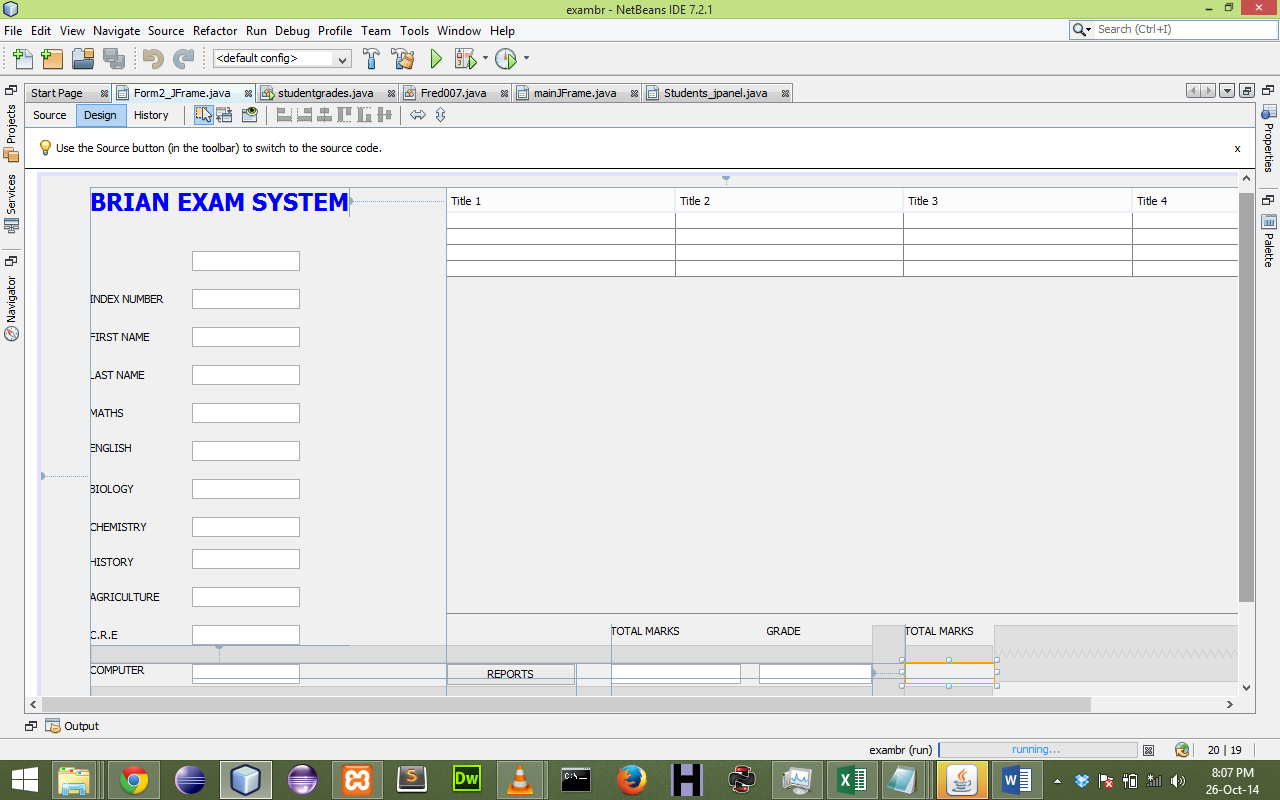 exambr - NetBeans IDE 7.2.1
File Edit View Navigate Source Refactor Run Debug Profile Team Tools Window Help
Search (Ctrl+I)
<default config>
Start Page Form2_JFrame.java studentgrades.java Fred007.java mainJFrame.java Students_jpanel.java
Source Design History
Use the Source button (in the toolbar) to switch to the source code. x
Projects
Services
Navigator
Properties
Palette
BRIAN EXAM SYSTEM
Title 1 Title 2 Title 3 Title 4
INDEX NUMBER
FIRST NAME
LAST NAME
MATHS
ENGLISH
BIOLOGY
CHEMISTRY
HISTORY
AGRICULTURE
C.R.E
TOTAL MARKS GRADE TOTAL MARKS
COMPUTER
REPORTS
Output
exambr (run) running... 20 | 19
8:07 PM
26-Oct-14